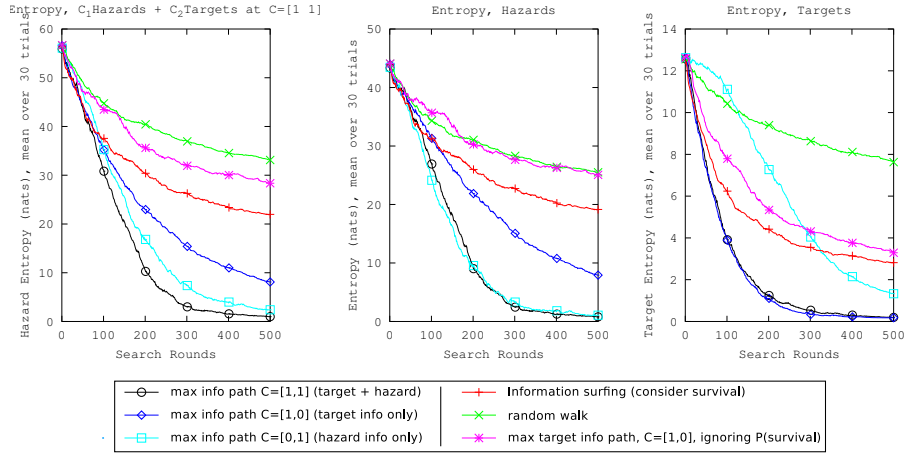 Entropy, C1Hazards + C2Targets at C=[1 1]
Entropy, Hazards
Entropy, Targets
Hazard Entropy (nats), mean over 30 trials
60
50
40
30
20
10
0
0 100 200 300 400 500
Search Rounds
Entropy (nats), mean over 30 trials
50
40
30
20
10
0
0 100 200 300 400 500
Search Rounds
Target Entropy (nats), mean over 30 trials
14
12
10
8
6
4
2
0
0 100 200 300 400 500
Search Rounds
max info path C=[1,1] (target + hazard)
max info path C=[1,0] (target info only)
max info path C=[0,1] (hazard info only)
Information surfing (consider survival)
random walk
max target info path, C=[1,0], ignoring P(survival)